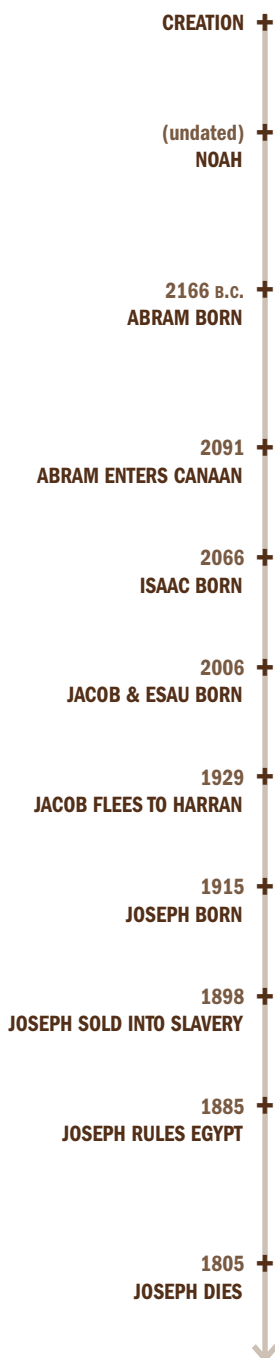 CREATION
(undated)
NOAH
2166 B.C.
ABRAM BORN
2091
ABRAM ENTERS CANAAN
2066
ISAAC BORN
2006
JACOB & ESAU BORN
1929
JACOB FLEES TO HARRAN
1915
JOSEPH BORN
1898
JOSEPH SOLD INTO SLAVERY
1885
JOSEPH RULES EGYPT
1805
JOSEPH DIES